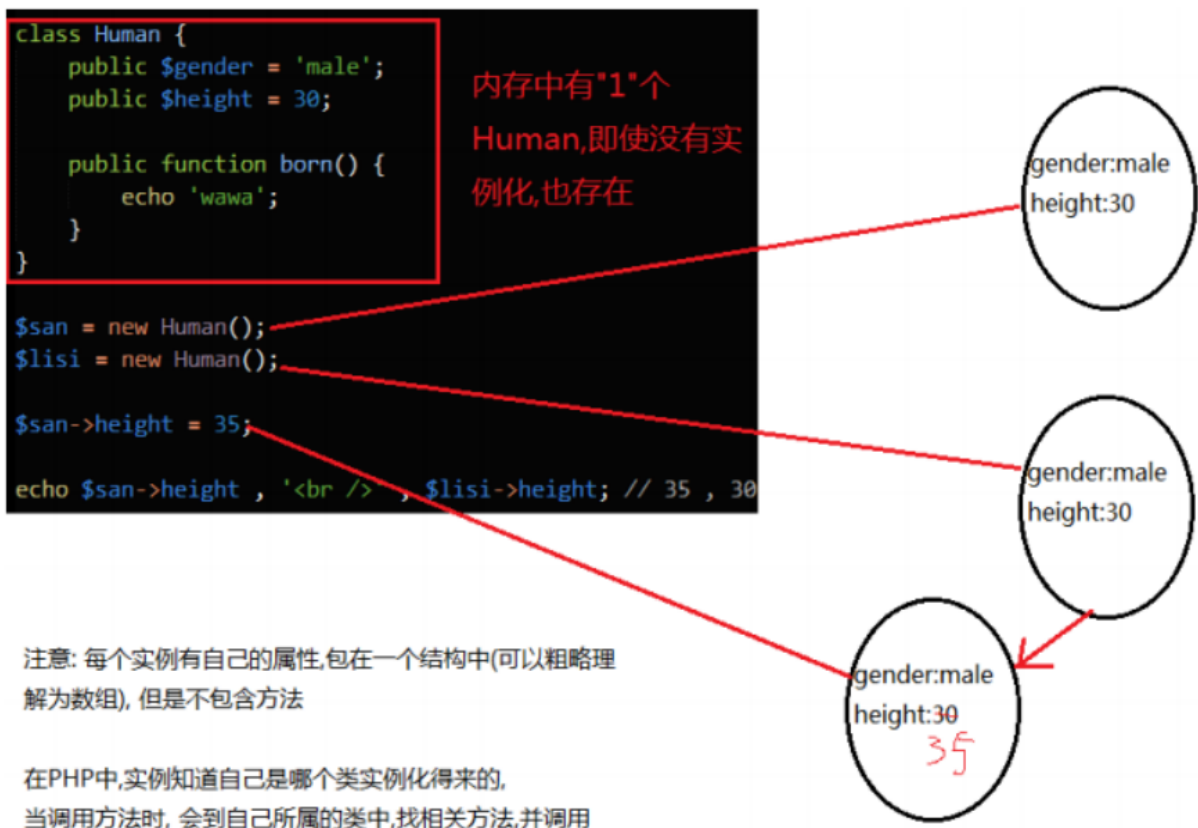 class Human {
public $gender = 'male';
public $height = 30;
public function born() {
echo 'wawa';
}
}
$san = new Human();
$lisi = new Human();
$san->height = 35;
echo $san->height , '<br />' , $lisi->height; // 35 , 30
内存中有"1"个
Human,即使没有实
例化,也存在
gender:male
height:30
gender:male
height:30
gender:male
height:30
35
注意: 每个实例有自己的属性,包在一个结构中(可以粗略理
解为数组), 但是不包含方法
在PHP中,实例知道自己是哪个类实例化得来的,
当调用方法时, 会到自己所属的类中,找相关方法,并调用